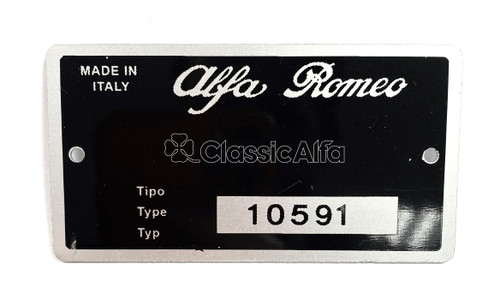 MADE IN
ITALY
Alfa Romeo
ClassicAlfa
Tipo
Type
Typ
10591